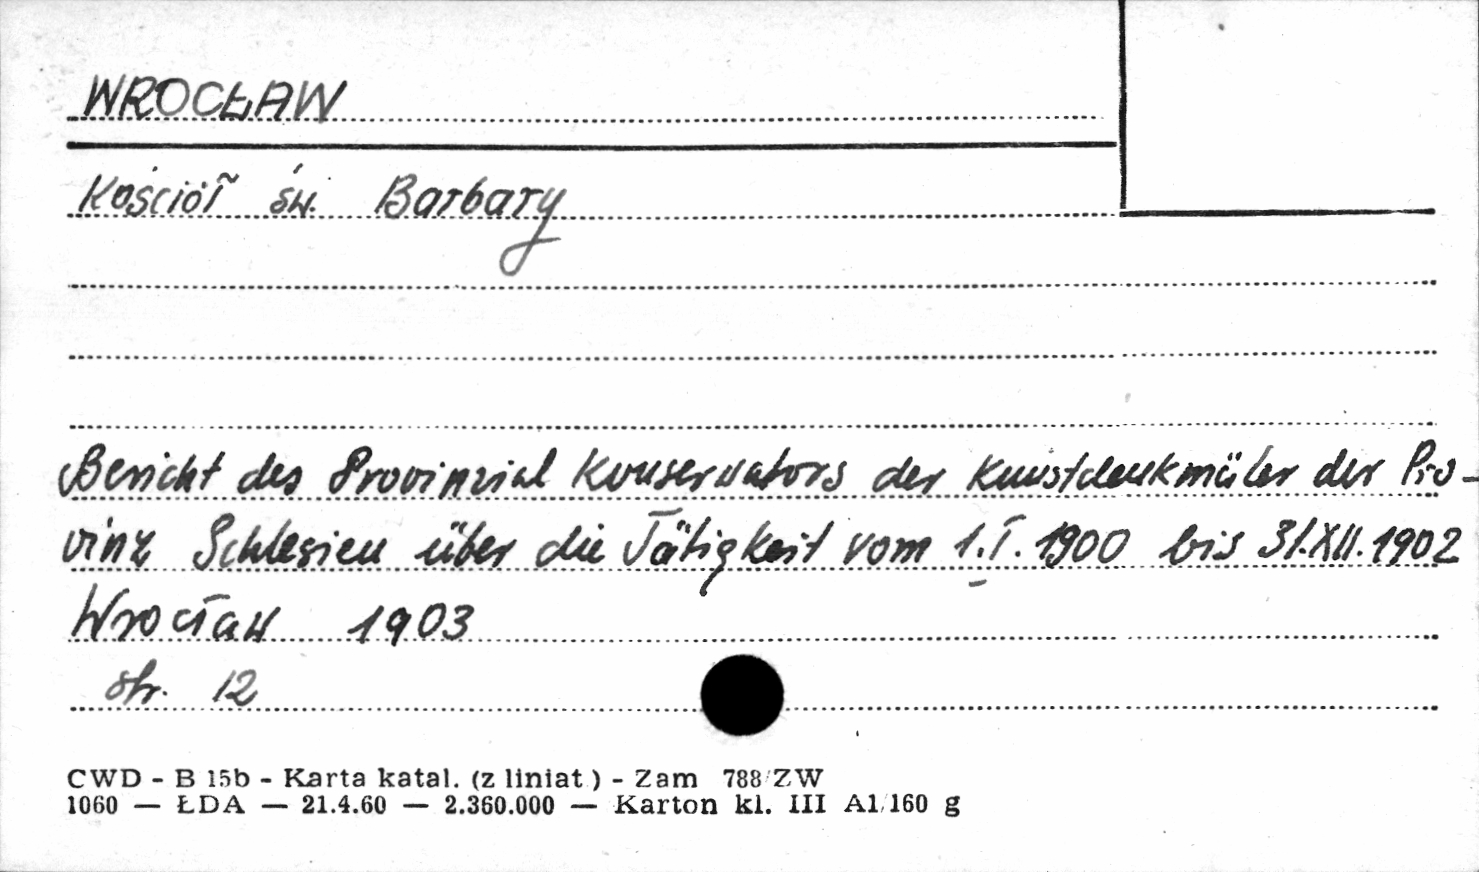 WROCŁAW
Kościół św. Barbary
Bericht des Provinzial Konservators der Kunstdenkmäler der Pro-
vinz Schlesien über die Tätigkeit vom 1.I.1900 bis 31.XII.1902
Wrocław 1903
str. 12
CWD - B 15b - Karta katal. (z liniat.) - Zam 788/ZW
1060 — ŁDA — 21.4.60 — 2.360.000 — Karton kl. III A1/160 g